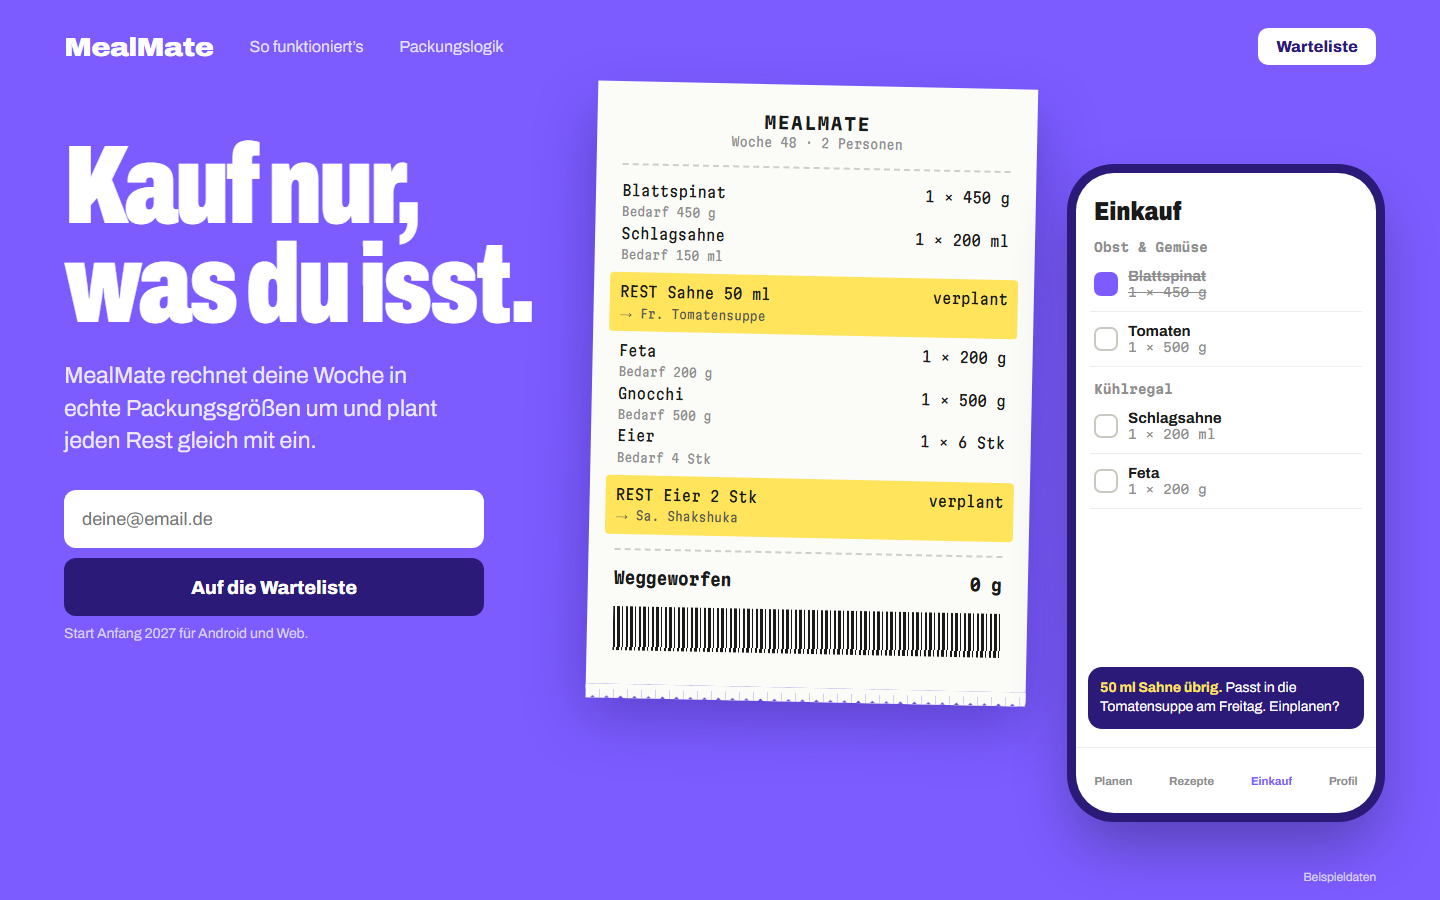 MealMate
So funktioniert's
Packungslogik
Warteliste
Kauf nur,
was du isst.
MealMate rechnet deine Woche in
echte Packungsgrößen um und plant
jeden Rest gleich mit ein.
deine@email.de
Auf die Warteliste
Start Anfang 2027 für Android und Web.
MEALMATE
Woche 48 · 2 Personen
Blattspinat 1 × 450 g
Bedarf 450 g
Schlagsahne 1 × 200 ml
Bedarf 150 ml
REST Sahne 50 ml verplant
→ Fr. Tomatensuppe
Feta 1 × 200 g
Bedarf 200 g
Gnocchi 1 × 500 g
Bedarf 500 g
Eier 1 × 6 Stk
Bedarf 4 Stk
REST Eier 2 Stk verplant
→ Sa. Shakshuka
Weggeworfen 0 g
Einkauf
Obst & Gemüse
Blattspinat
1 × 450 g
Tomaten
1 × 500 g
Kühlregal
Schlagsahne
1 × 200 ml
Feta
1 × 200 g
50 ml Sahne übrig. Passt in die
Tomatensuppe am Freitag. Einplanen?
Planen Rezepte Einkauf Profil
Beispieldaten